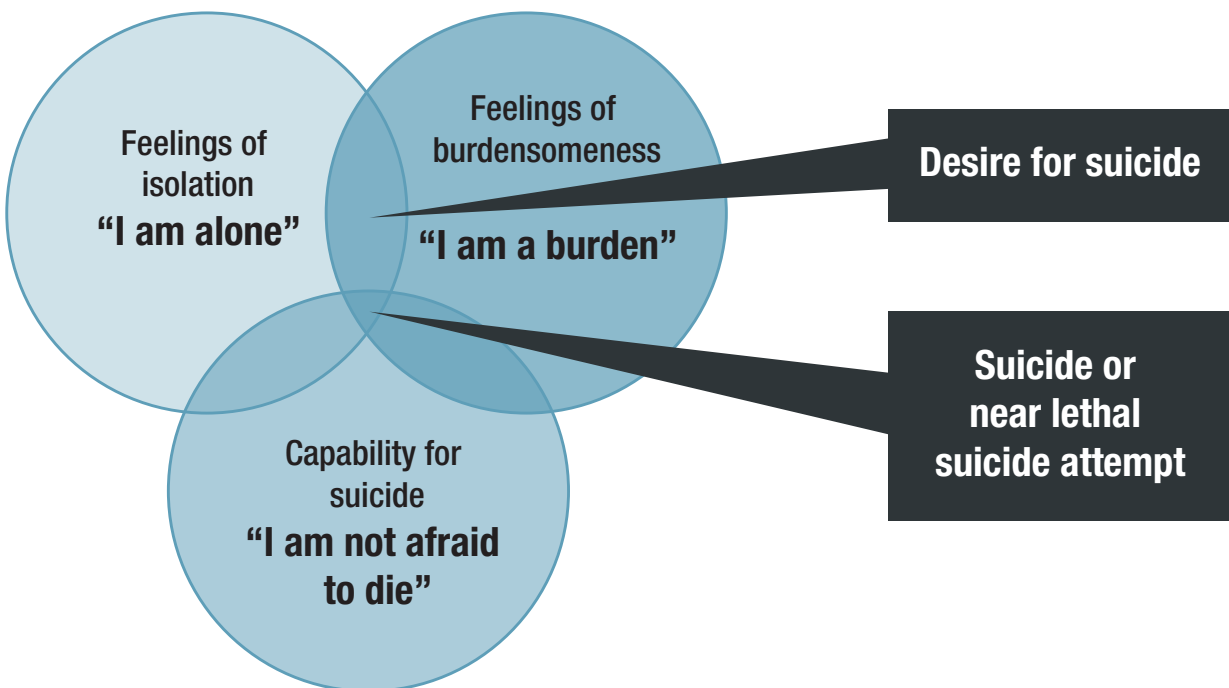 Feelings of
isolation
“I am alone”
Feelings of
burdensomeness
“I am a burden”
Desire for suicide
Capability for
suicide
“I am not afraid
to die”
Suicide or
near lethal
suicide attempt